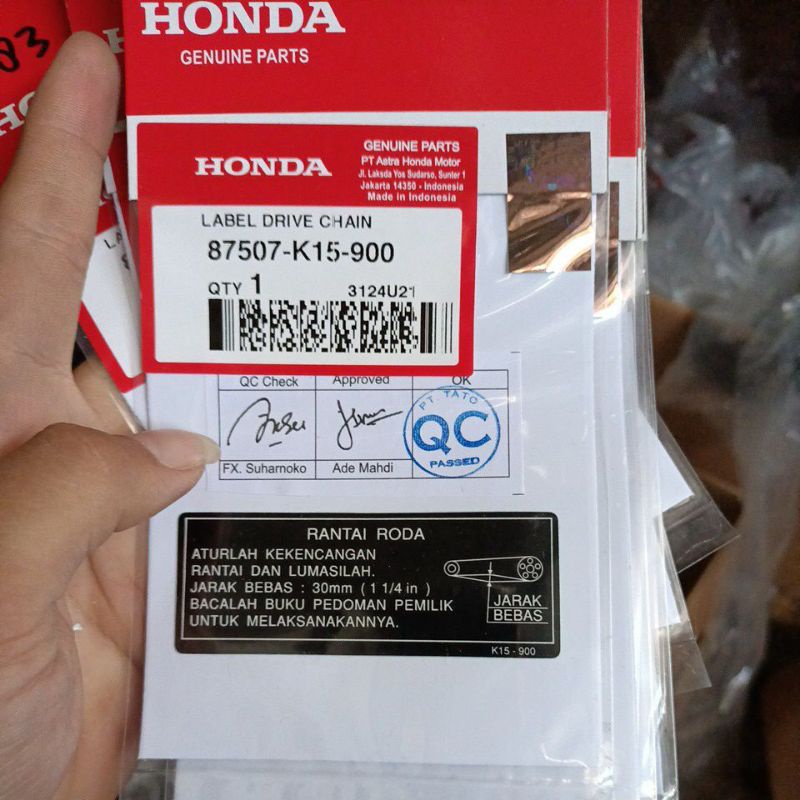 HONDA
GENUINE PARTS
HONDA
GENUINE PARTS
PT Astra Honda Motor
Jl. Laksda Yos Sudarso, Sunter 1
Jakarta 14350 - Indonesia
Made in Indonesia
LABEL DRIVE CHAIN
87507-K15-900
QTY 1
3124U21
QC Check Approved OK
PT. TATO
QC
PASSED
FX. Suharnoko Ade Mahdi
RANTAI RODA
ATURLAH KEKENCANGAN
RANTAI DAN LUMASILAH.
JARAK BEBAS : 30mm ( 1 1/4 in )
BACALAH BUKU PEDOMAN PEMILIK
UNTUK MELAKSANAKANNYA.
JARAK
BEBAS
K15 - 900